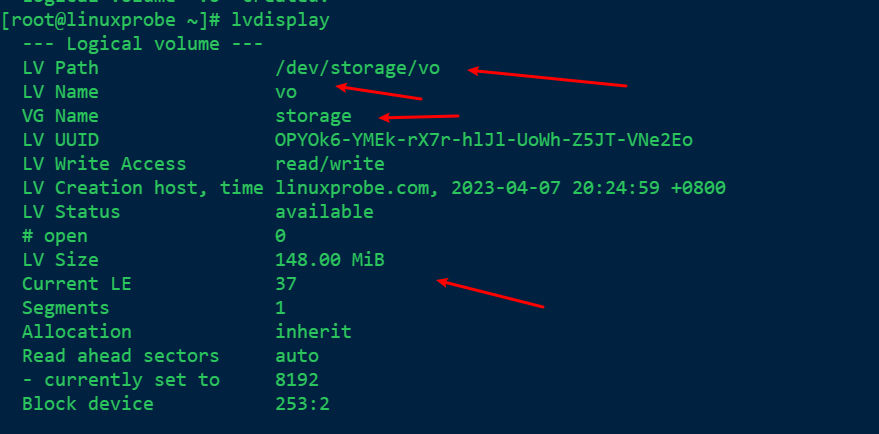 [root@linuxprobe ~]# lvdisplay
--- Logical volume ---
LV Path /dev/storage/vo
LV Name vo
VG Name storage
LV UUID OPYOk6-YMEk-rX7r-hlJl-UoWh-Z5JT-VNe2Eo
LV Write Access read/write
LV Creation host, time linuxprobe.com, 2023-04-07 20:24:59 +0800
LV Status available
# open 0
LV Size 148.00 MiB
Current LE 37
Segments 1
Allocation inherit
Read ahead sectors auto
- currently set to 8192
Block device 253:2